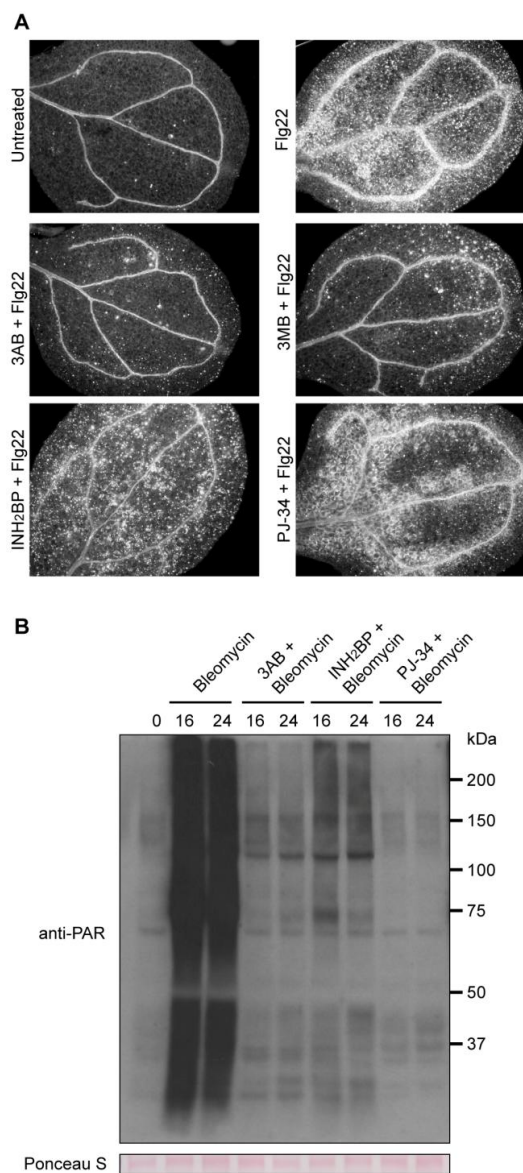 A
Untreated
Flg22
3AB + Flg22
3MB + Flg22
INH2BP + Flg22
PJ-34 + Flg22
B
Bleomycin
3AB +
Bleomycin
INH2BP +
Bleomycin
PJ-34 +
Bleomycin
0 16 24 16 24 16 24 16 24
kDa
200
150
100
75
anti-PAR
50
37
Ponceau S